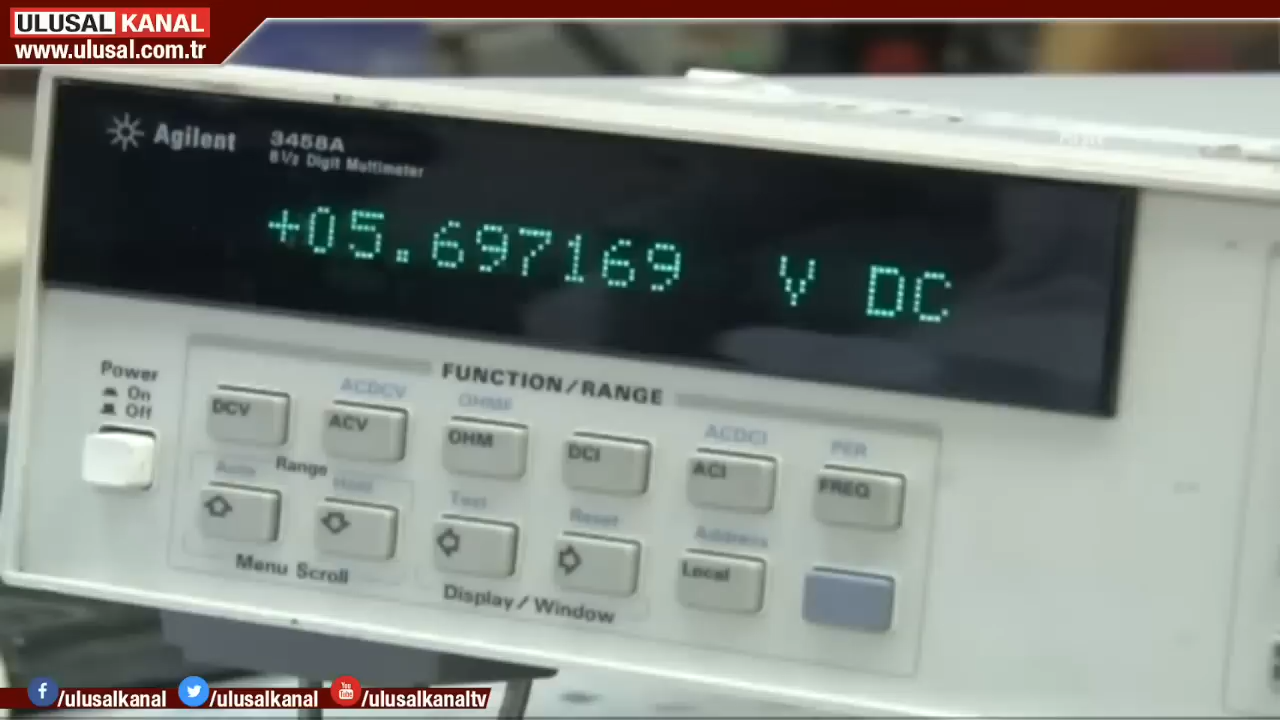 ULUSAL KANAL
www.ulusal.com.tr
Agilent 3458A
8½ Digit Multimeter
+05.697169 V DC
FUNCTION/RANGE
Power
On
Off
ACDCV OHMF ACDCI PER
DCV ACV OHM DCI ACI FREQ
Range
Auto Hold Test Reset Address
Local
Menu Scroll
Display/Window
/ulusalkanal /ulusalkanal /ulusalkanaltv